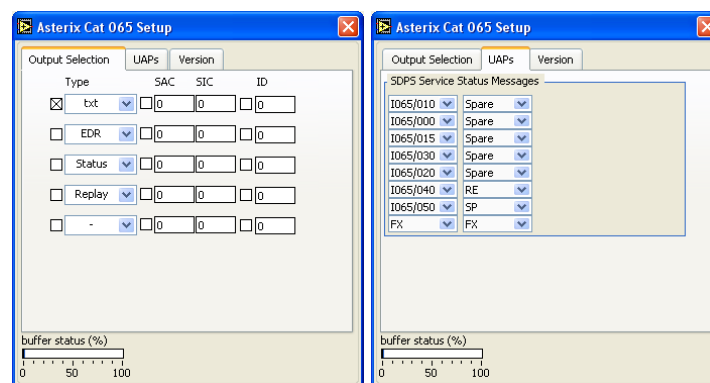 Asterix Cat 065 Setup
Output Selection UAPs Version
Type SAC SIC ID
txt 0 0 0
EDR 0 0 0
Status 0 0 0
Replay 0 0 0
- 0 0 0
buffer status (%)
0 50 100
Asterix Cat 065 Setup
Output Selection UAPs Version
SDPS Service Status Messages
I065/010 Spare
I065/000 Spare
I065/015 Spare
I065/030 Spare
I065/020 Spare
I065/040 RE
I065/050 SP
FX FX
buffer status (%)
0 50 100